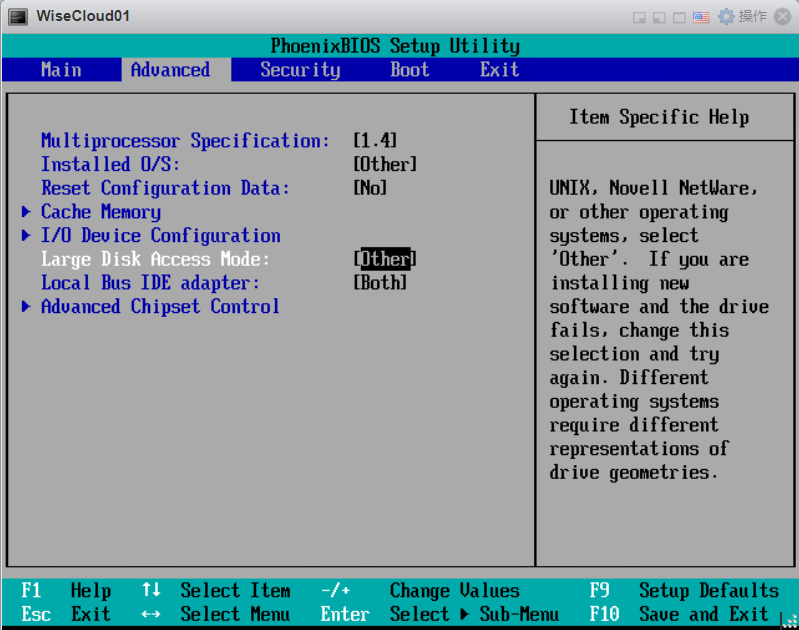 WiseCloud01
操作
PhoenixBIOS Setup Utility
Main Advanced Security Boot Exit
Item Specific Help
Multiprocessor Specification: [1.4]
Installed O/S: [Other]
Reset Configuration Data: [No]
Cache Memory
I/O Device Configuration
Large Disk Access Mode: [Other]
Local Bus IDE adapter: [Both]
Advanced Chipset Control
UNIX, Novell NetWare,
or other operating
systems, select
'Other'. If you are
installing new
software and the drive
fails, change this
selection and try
again. Different
operating systems
require different
representations of
drive geometries.
F1 Help ↑↓ Select Item -/+ Change Values F9 Setup Defaults
Esc Exit ↔ Select Menu Enter Select ▶ Sub-Menu F10 Save and Exit